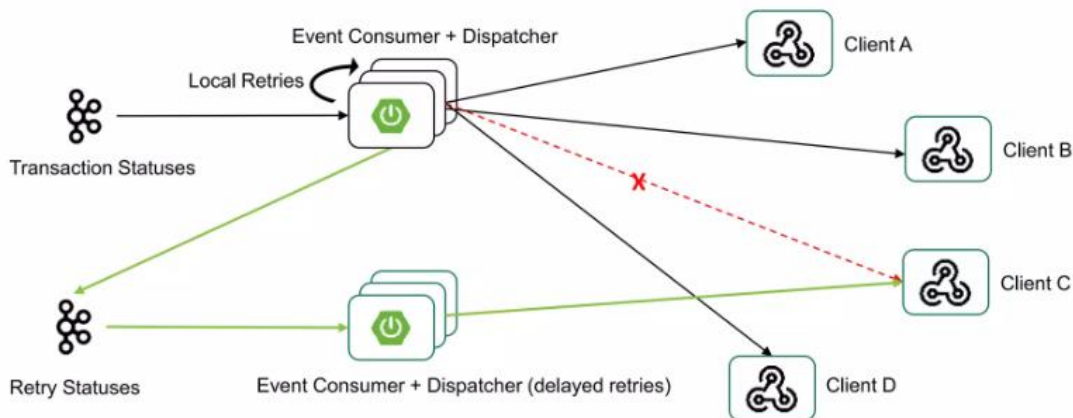 Event Consumer + Dispatcher
Client A
Local Retries
Client B
Transaction Statuses
X
Client C
Event Consumer + Dispatcher (delayed retries)
Retry Statuses
Client D